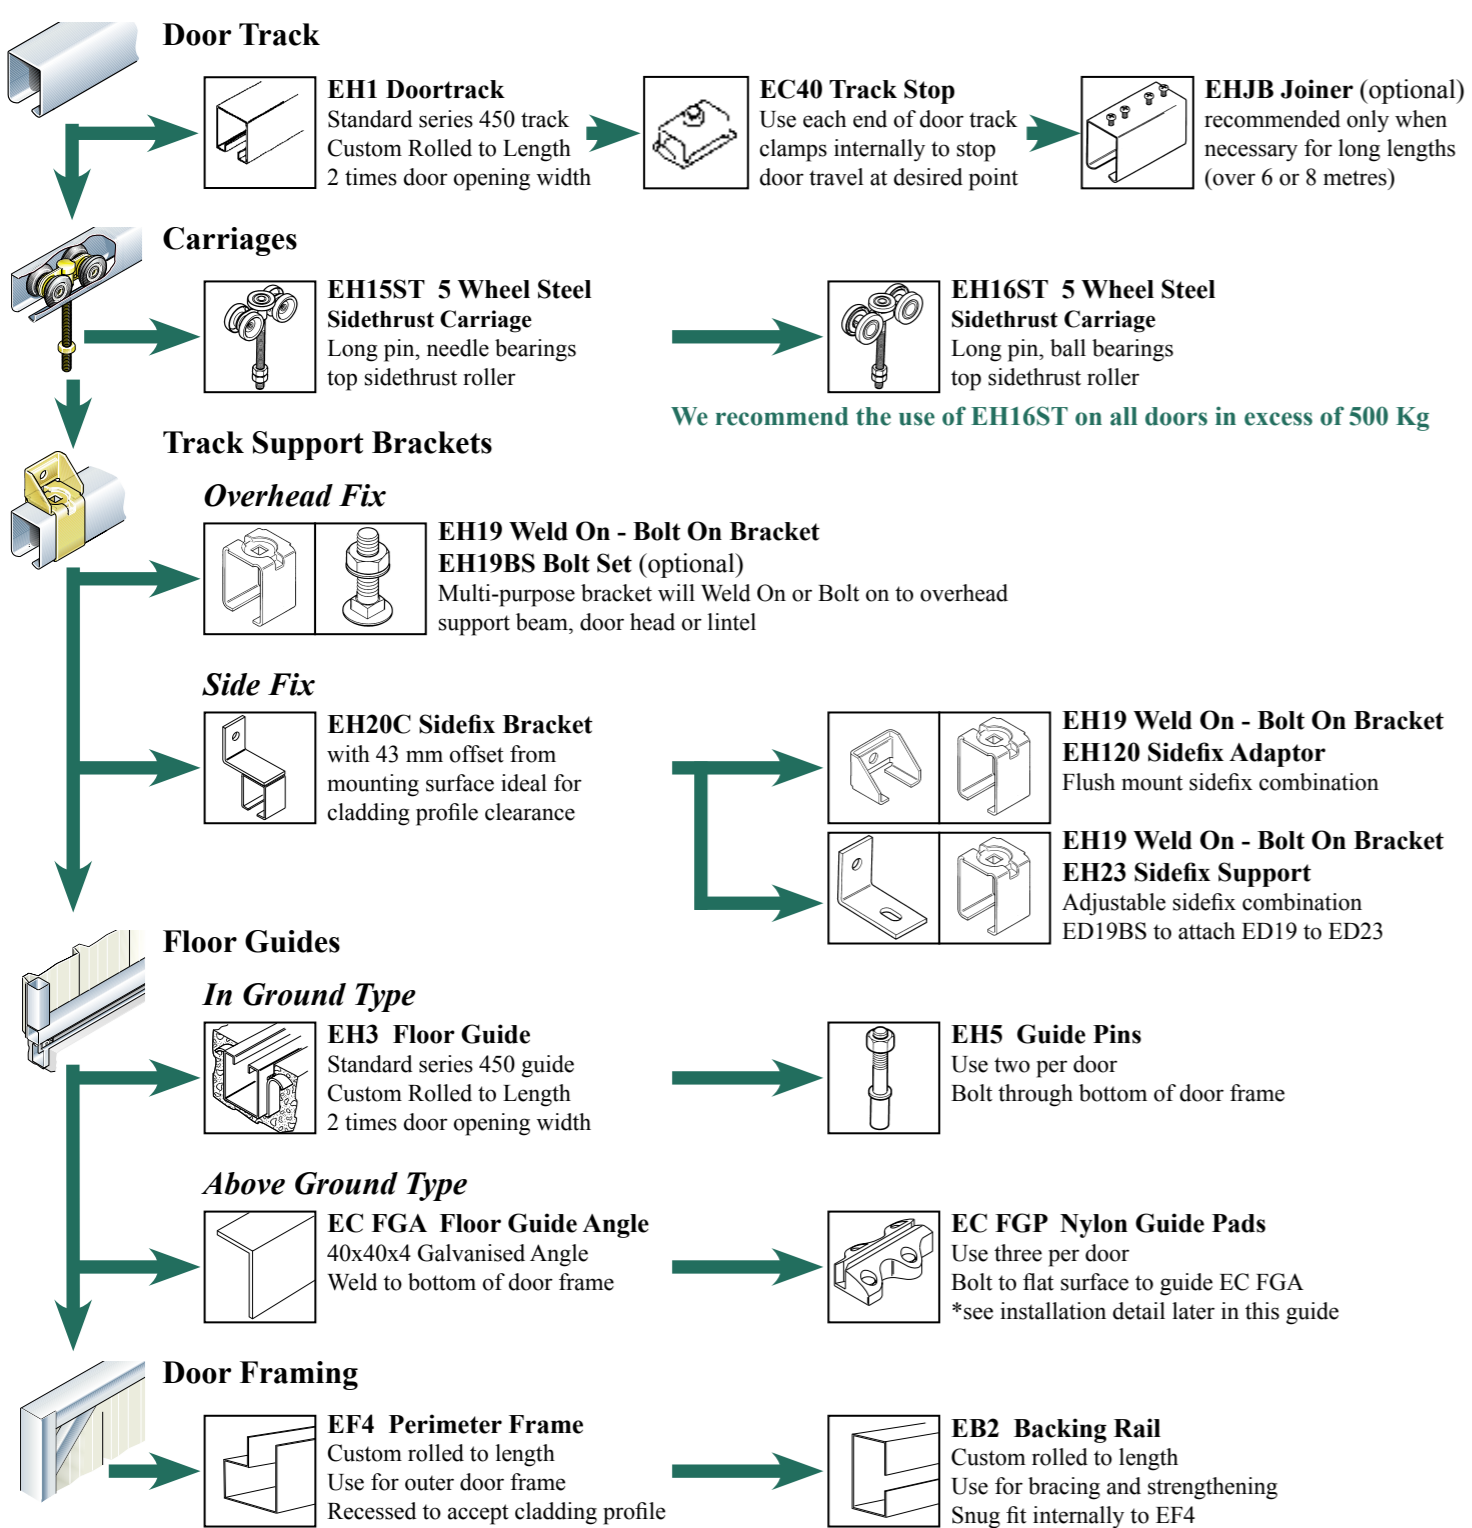 Door Track
EH1 Doortrack
Standard series 450 track
Custom Rolled to Length
2 times door opening width
EC40 Track Stop
Use each end of door track
clamps internally to stop
door travel at desired point
EHJB Joiner (optional)
recommended only when
necessary for long lengths
(over 6 or 8 metres)
Carriages
EH15ST 5 Wheel Steel
Sidethrust Carriage
Long pin, needle bearings
top sidethrust roller
EH16ST 5 Wheel Steel
Sidethrust Carriage
Long pin, ball bearings
top sidethrust roller
We recommend the use of EH16ST on all doors in excess of 500 Kg
Track Support Brackets
Overhead Fix
EH19 Weld On - Bolt On Bracket
EH19BS Bolt Set (optional)
Multi-purpose bracket will Weld On or Bolt on to overhead
support beam, door head or lintel
Side Fix
EH20C Sidefix Bracket
with 43 mm offset from
mounting surface ideal for
cladding profile clearance
EH19 Weld On - Bolt On Bracket
EH120 Sidefix Adaptor
Flush mount sidefix combination
EH19 Weld On - Bolt On Bracket
EH23 Sidefix Support
Adjustable sidefix combination
ED19BS to attach ED19 to ED23
Floor Guides
In Ground Type
EH3 Floor Guide
Standard series 450 guide
Custom Rolled to Length
2 times door opening width
EH5 Guide Pins
Use two per door
Bolt through bottom of door frame
Above Ground Type
EC FGA Floor Guide Angle
40x40x4 Galvanised Angle
Weld to bottom of door frame
EC FGP Nylon Guide Pads
Use three per door
Bolt to flat surface to guide EC FGA
*see installation detail later in this guide
Door Framing
EF4 Perimeter Frame
Custom rolled to length
Use for outer door frame
Recessed to accept cladding profile
EB2 Backing Rail
Custom rolled to length
Use for bracing and strengthening
Snug fit internally to EF4